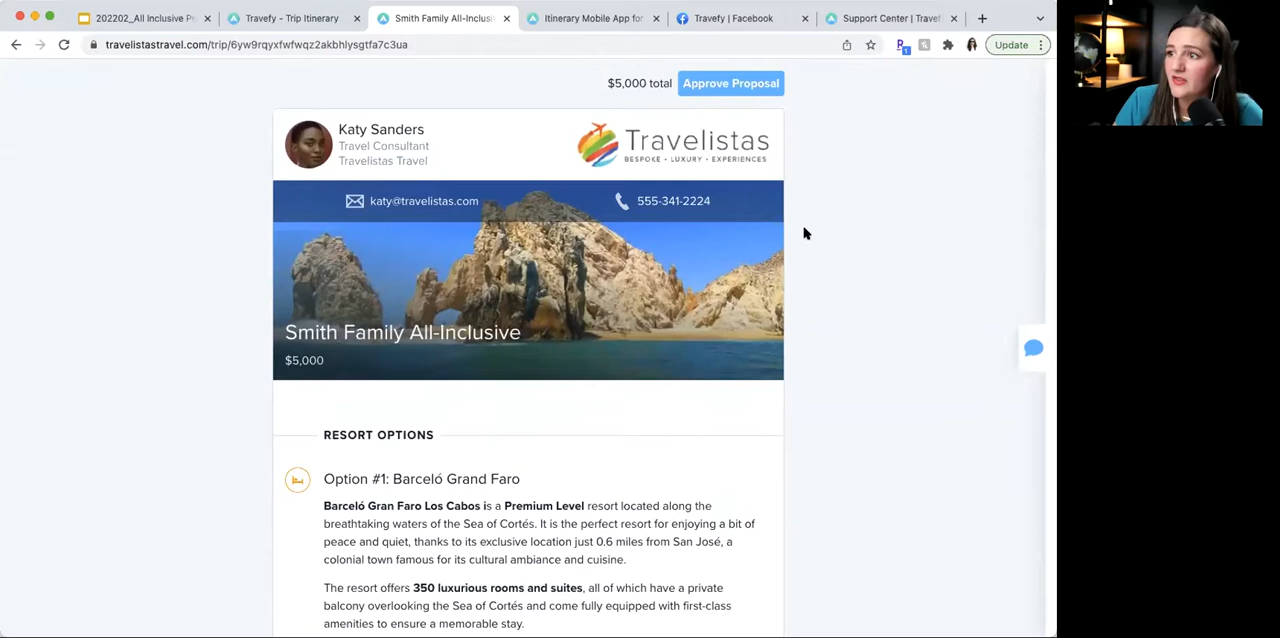 202202_All Inclusive Pr
Travefy - Trip Itinerary
Smith Family All-Inclusiv
Itinerary Mobile App for
Travefy | Facebook
Support Center | Travef
travelistastravel.com/trip/6yw9rqyxfwfwqz2akbhlysgtfa7c3ua
1
Update
$5,000 total
Approve Proposal
Katy Sanders
Travel Consultant
Travelistas Travel
Travelistas
BESPOKE • LUXURY • EXPERIENCES
katy@travelistas.com
555-341-2224
Smith Family All-Inclusive
$5,000
RESORT OPTIONS
Option #1: Barceló Grand Faro
Barceló Gran Faro Los Cabos is a Premium Level resort located along the
breathtaking waters of the Sea of Cortés. It is the perfect resort for enjoying a bit of
peace and quiet, thanks to its exclusive location just 0.6 miles from San José, a
colonial town famous for its cultural ambiance and cuisine.
The resort offers 350 luxurious rooms and suites, all of which have a private
balcony overlooking the Sea of Cortés and come fully equipped with first-class
amenities to ensure a memorable stay.